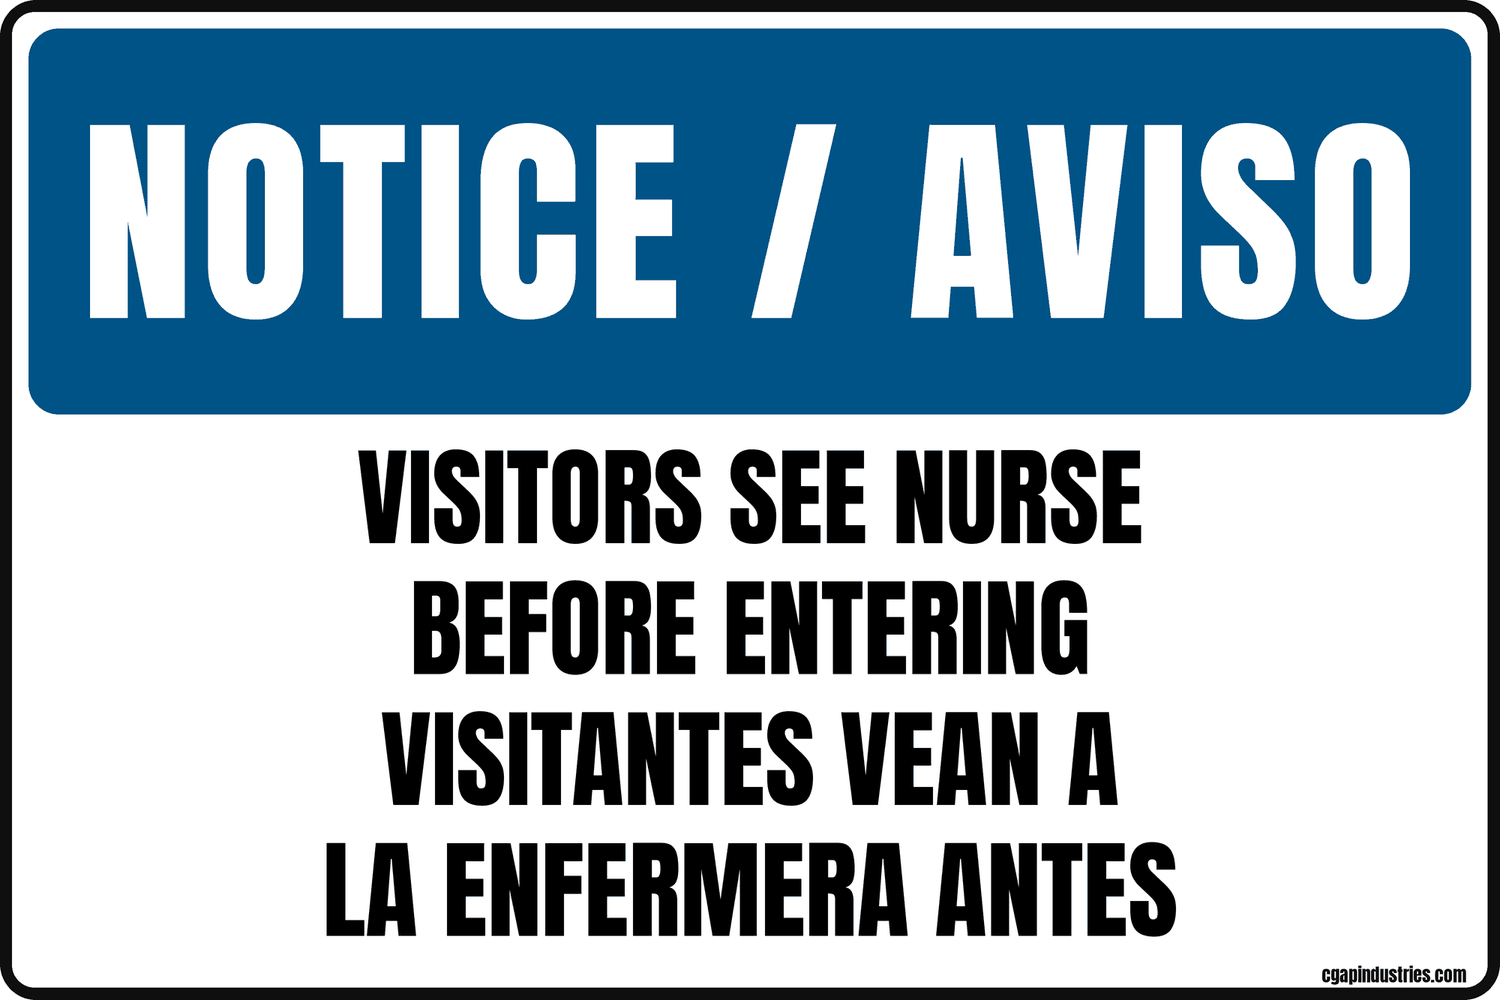 NOTICE / AVISO
VISITORS SEE NURSE
BEFORE ENTERING
VISITANTES VEAN A
LA ENFERMERA ANTES
cgapindustries.com